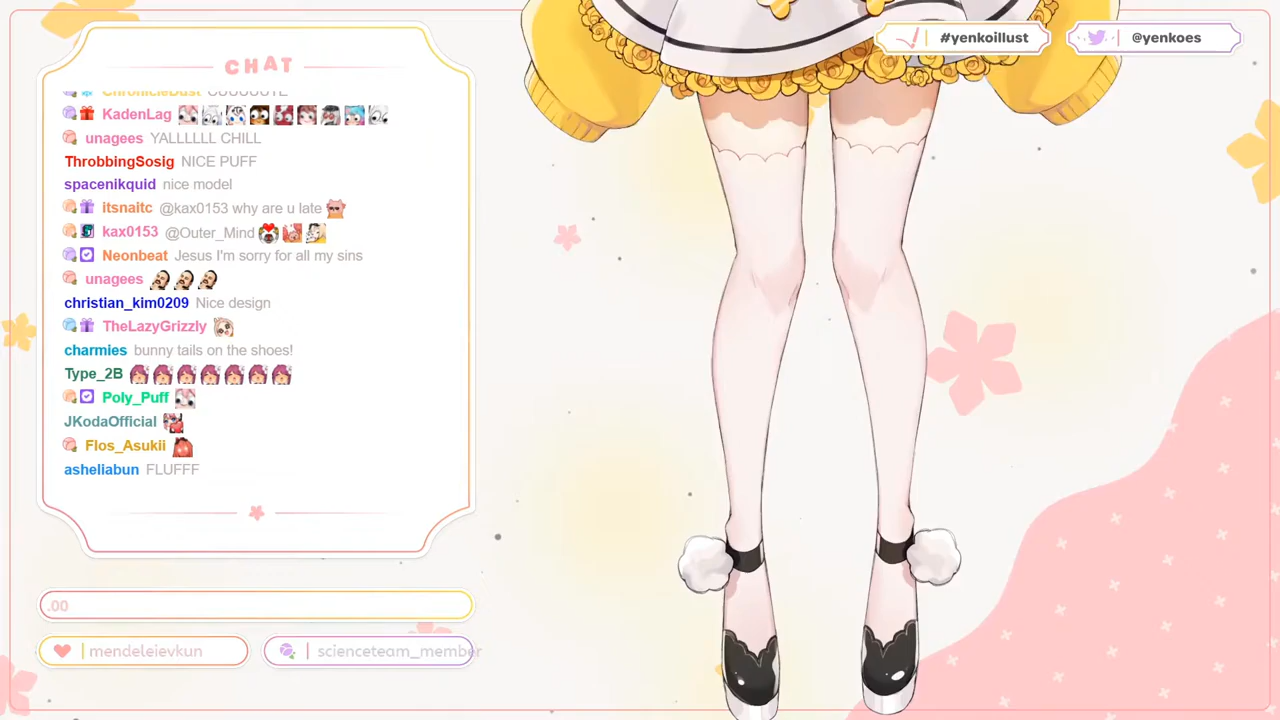 CHAT
#yenkoillust
@yenkoes
ChronicleDust CUUUUUTE
KadenLag
unagees YALLLLLL CHILL
ThrobbingSosig NICE PUFF
spacenikquid nice model
itsnaitc @kax0153 why are u late
kax0153 @Outer_Mind
Neonbeat Jesus I'm sorry for all my sins
unagees
christian_kim0209 Nice design
TheLazyGrizzly
charmies bunny tails on the shoes!
Type_2B
Poly_Puff
JKodaOfficial
Flos_Asukii
asheliabun FLUFFF
.00
mendeleievkun
scienceteam_member